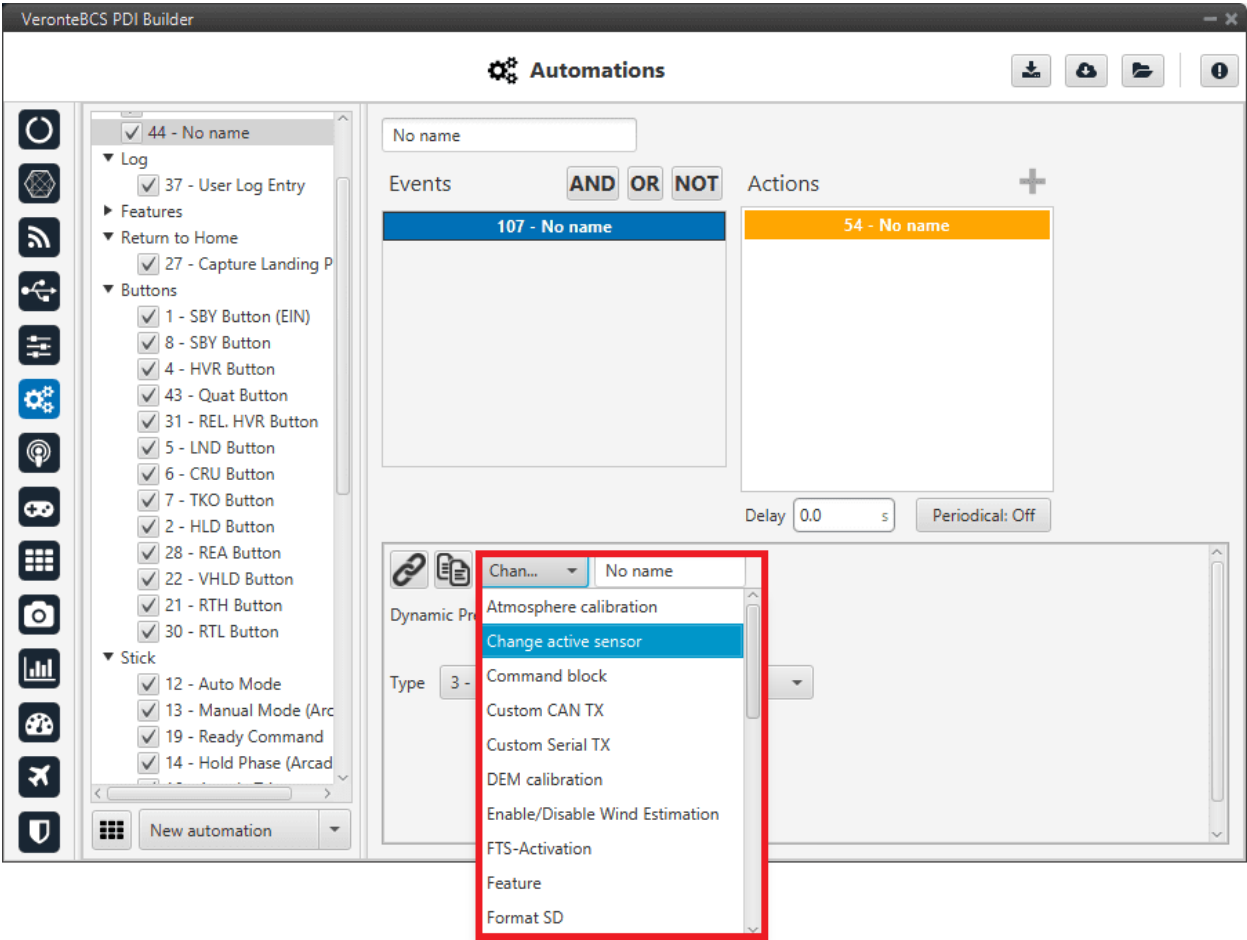 VeronteBCS PDI Builder
Automations
44 - No name
Log
37 - User Log Entry
Features
Return to Home
27 - Capture Landing P
Buttons
1 - SBY Button (EIN)
8 - SBY Button
4 - HVR Button
43 - Quat Button
31 - REL. HVR Button
5 - LND Button
6 - CRU Button
7 - TKO Button
2 - HLD Button
28 - REA Button
22 - VHLD Button
21 - RTH Button
30 - RTL Button
Stick
12 - Auto Mode
13 - Manual Mode (Arc
19 - Ready Command
14 - Hold Phase (Arcad
New automation
No name
Events AND OR NOT
107 - No name
Actions
54 - No name
Delay 0.0 s Periodical: Off
Chan... No name
Dynamic Pre
Type 3 -
Atmosphere calibration
Change active sensor
Command block
Custom CAN TX
Custom Serial TX
DEM calibration
Enable/Disable Wind Estimation
FTS-Activation
Feature
Format SD